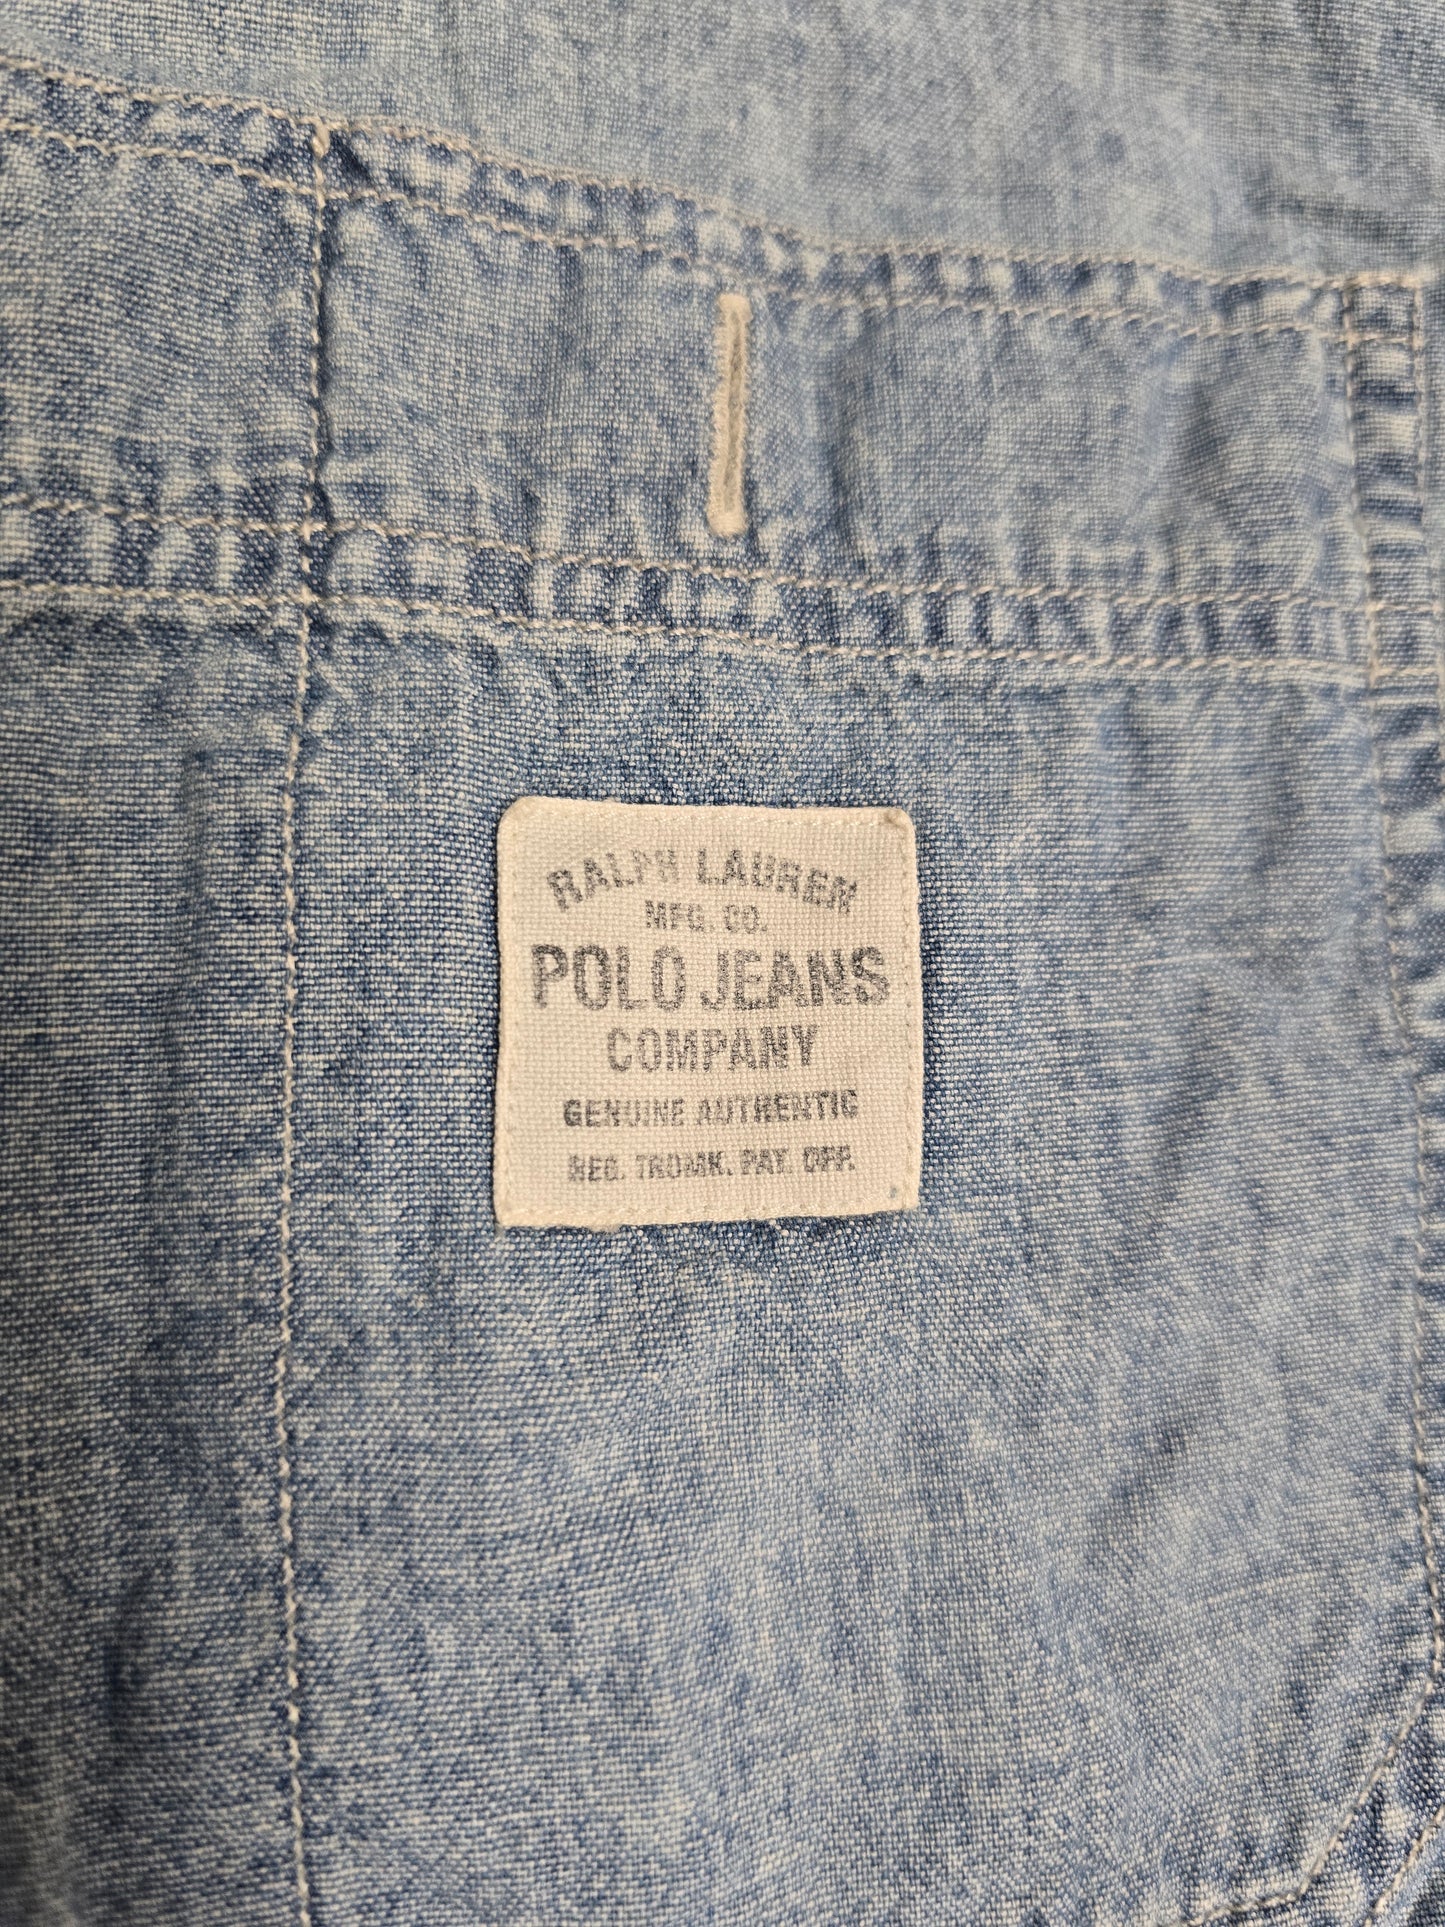 RALPH LAUREN
MFG. CO.
POLO JEANS
COMPANY
GENUINE AUTHENTIC
REG. TRDMK. PAT. OFF.